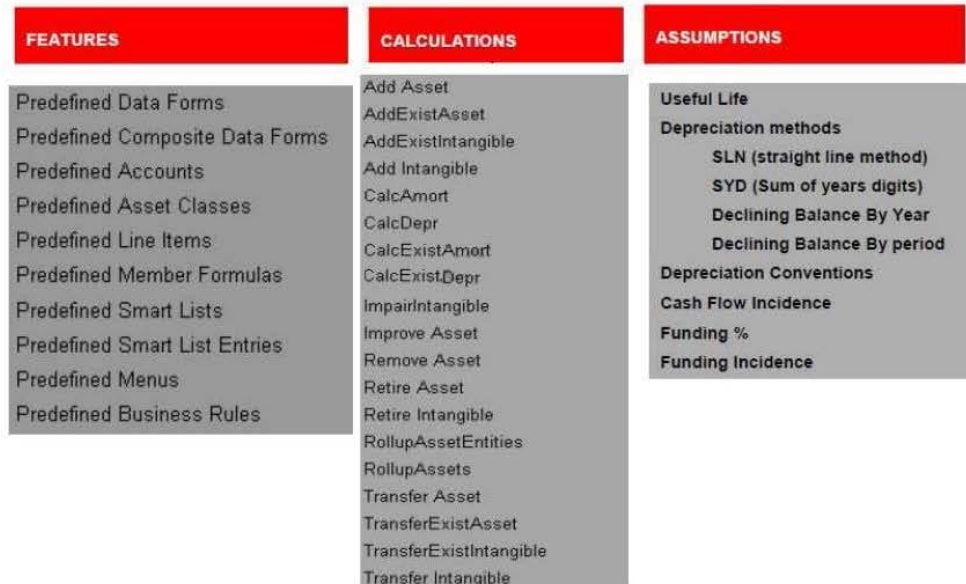 FEATURES
Predefined Data Forms
Predefined Composite Data Forms
Predefined Accounts
Predefined Asset Classes
Predefined Line Items
Predefined Member Formulas
Predefined Smart Lists
Predefined Smart List Entries
Predefined Menus
Predefined Business Rules
CALCULATIONS
Add Asset
AddExistAsset
AddExistIntangible
Add Intangible
CalcAmort
CalcDepr
CalcExistAmort
CalcExistDepr
ImpairIntangible
Improve Asset
Remove Asset
Retire Asset
Retire Intangible
RollupAssetEntities
RollupAssets
Transfer Asset
TransferExistAsset
TransferExistIntangible
Transfer Intangible
ASSUMPTIONS
Useful Life
Depreciation methods
SLN (straight line method)
SYD (Sum of years digits)
Declining Balance By Year
Declining Balance By period
Depreciation Conventions
Cash Flow Incidence
Funding %
Funding Incidence